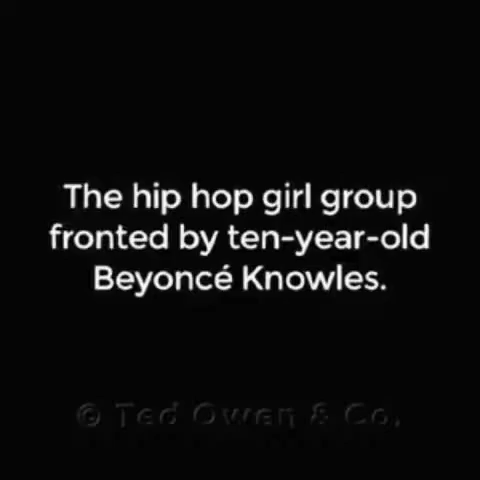 The hip hop girl group
fronted by ten-year-old
Beyoncé Knowles.
© Ted Owen & Co.